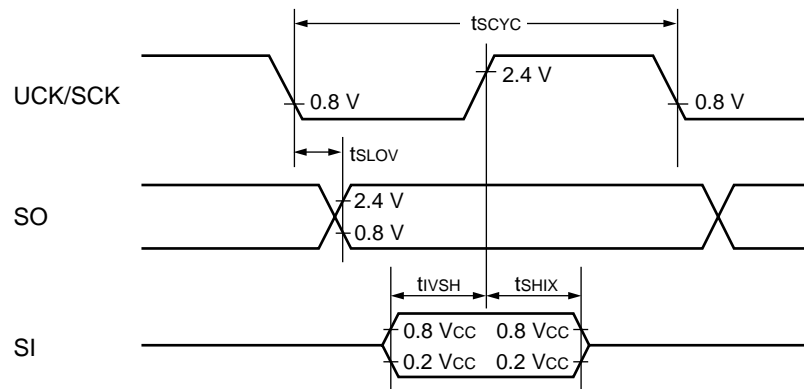 tSCYC
UCK/SCK
2.4 V
0.8 V
0.8 V
tSLOV
SO
2.4 V
0.8 V
tIVSH
tSHIX
SI
0.8 VCC
0.8 VCC
0.2 VCC
0.2 VCC